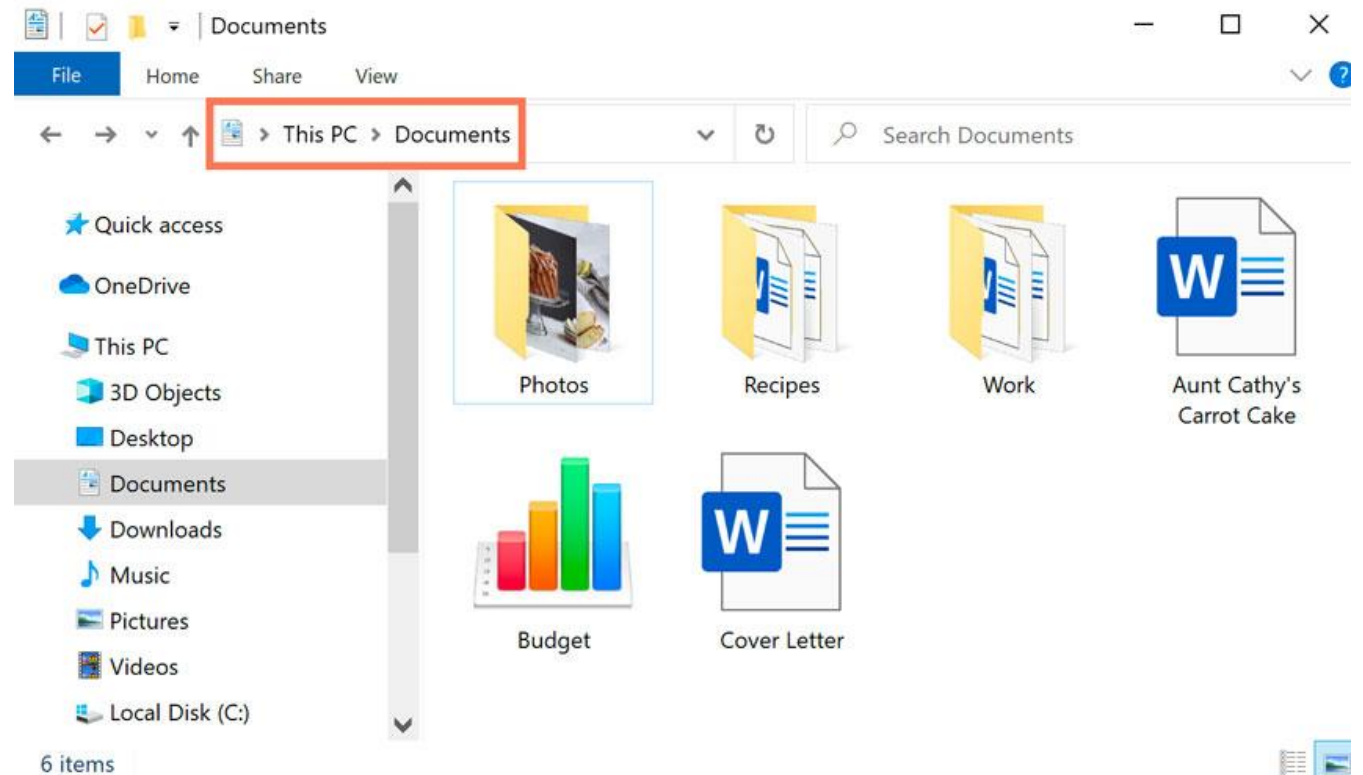 Documents
File Home Share View
?
> This PC > Documents
Search Documents
Quick access
OneDrive
This PC
3D Objects
Desktop
Documents
Downloads
Music
Pictures
Videos
Local Disk (C:)
Photos
Recipes
Work
W
Aunt Cathy's
Carrot Cake
Budget
W
Cover Letter
6 items